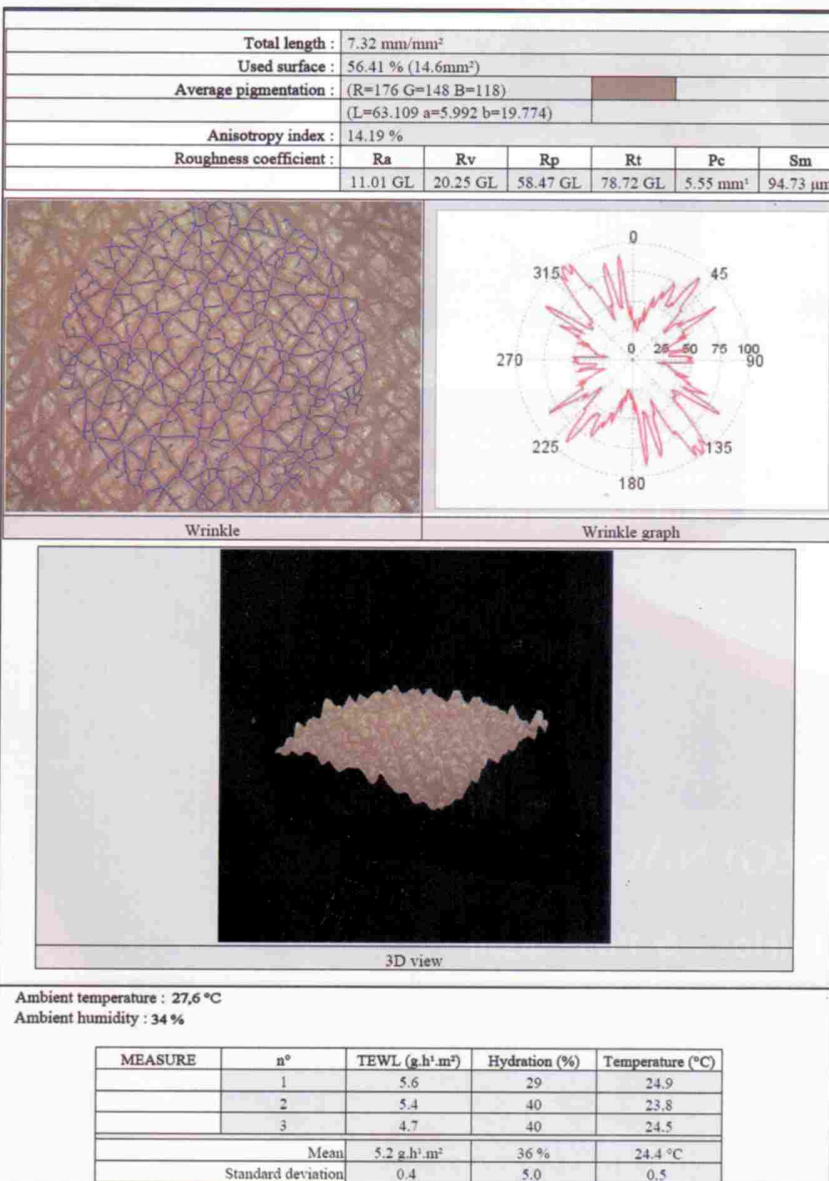 Total length : 7.32 mm/mm²
Used surface : 56.41 % (14.6mm²)
Average pigmentation : (R=176 G=148 B=118)
(L=63.109 a=5.992 b=19.774)
Anisotropy index : 14.19 %
Roughness coefficient : Ra Rv Rp Rt Pc Sm
11.01 GL 20.25 GL 58.47 GL 78.72 GL 5.55 mm¹ 94.73 µm
0
315 45
270 0 25 50 75 100 90
225 135
180
Wrinkle Wrinkle graph
3D view
Ambient temperature : 27,6 °C
Ambient humidity : 34 %
MEASURE n° TEWL (g.h¹.m²) Hydration (%) Temperature (°C)
1 5.6 29 24.9
2 5.4 40 23.8
3 4.7 40 24.5
Mean 5.2 g.h¹.m² 36 % 24.4 °C
Standard deviation 0.4 5.0 0.5